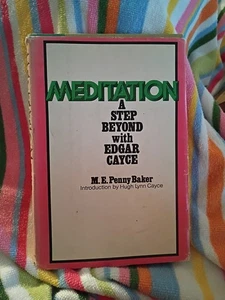 MEDITATION
A
STEP
BEYOND
with
EDGAR
CAYCE
M. E. Penny Baker
Introduction by Hugh Lynn Cayce